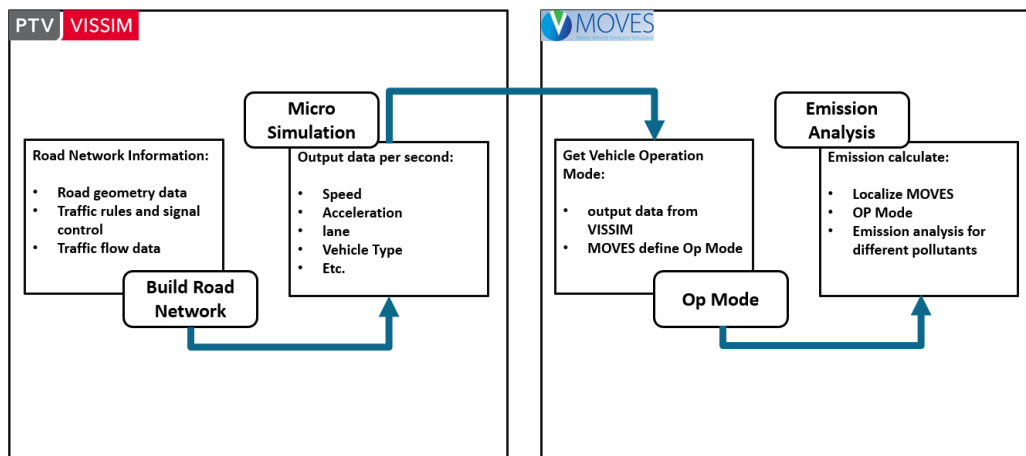 PTV VISSIM
Micro
Simulation
Road Network Information:
• Road geometry data
• Traffic rules and signal
control
• Traffic flow data
Build Road
Network
Output data per second:
• Speed
• Acceleration
• lane
• Vehicle Type
• Etc.
MOVES
Emission
Analysis
Get Vehicle Operation
Mode:
• output data from
VISSIM
• MOVES define Op Mode
Op Mode
Emission calculate:
• Localize MOVES
• OP Mode
• Emission analysis for
different pollutants